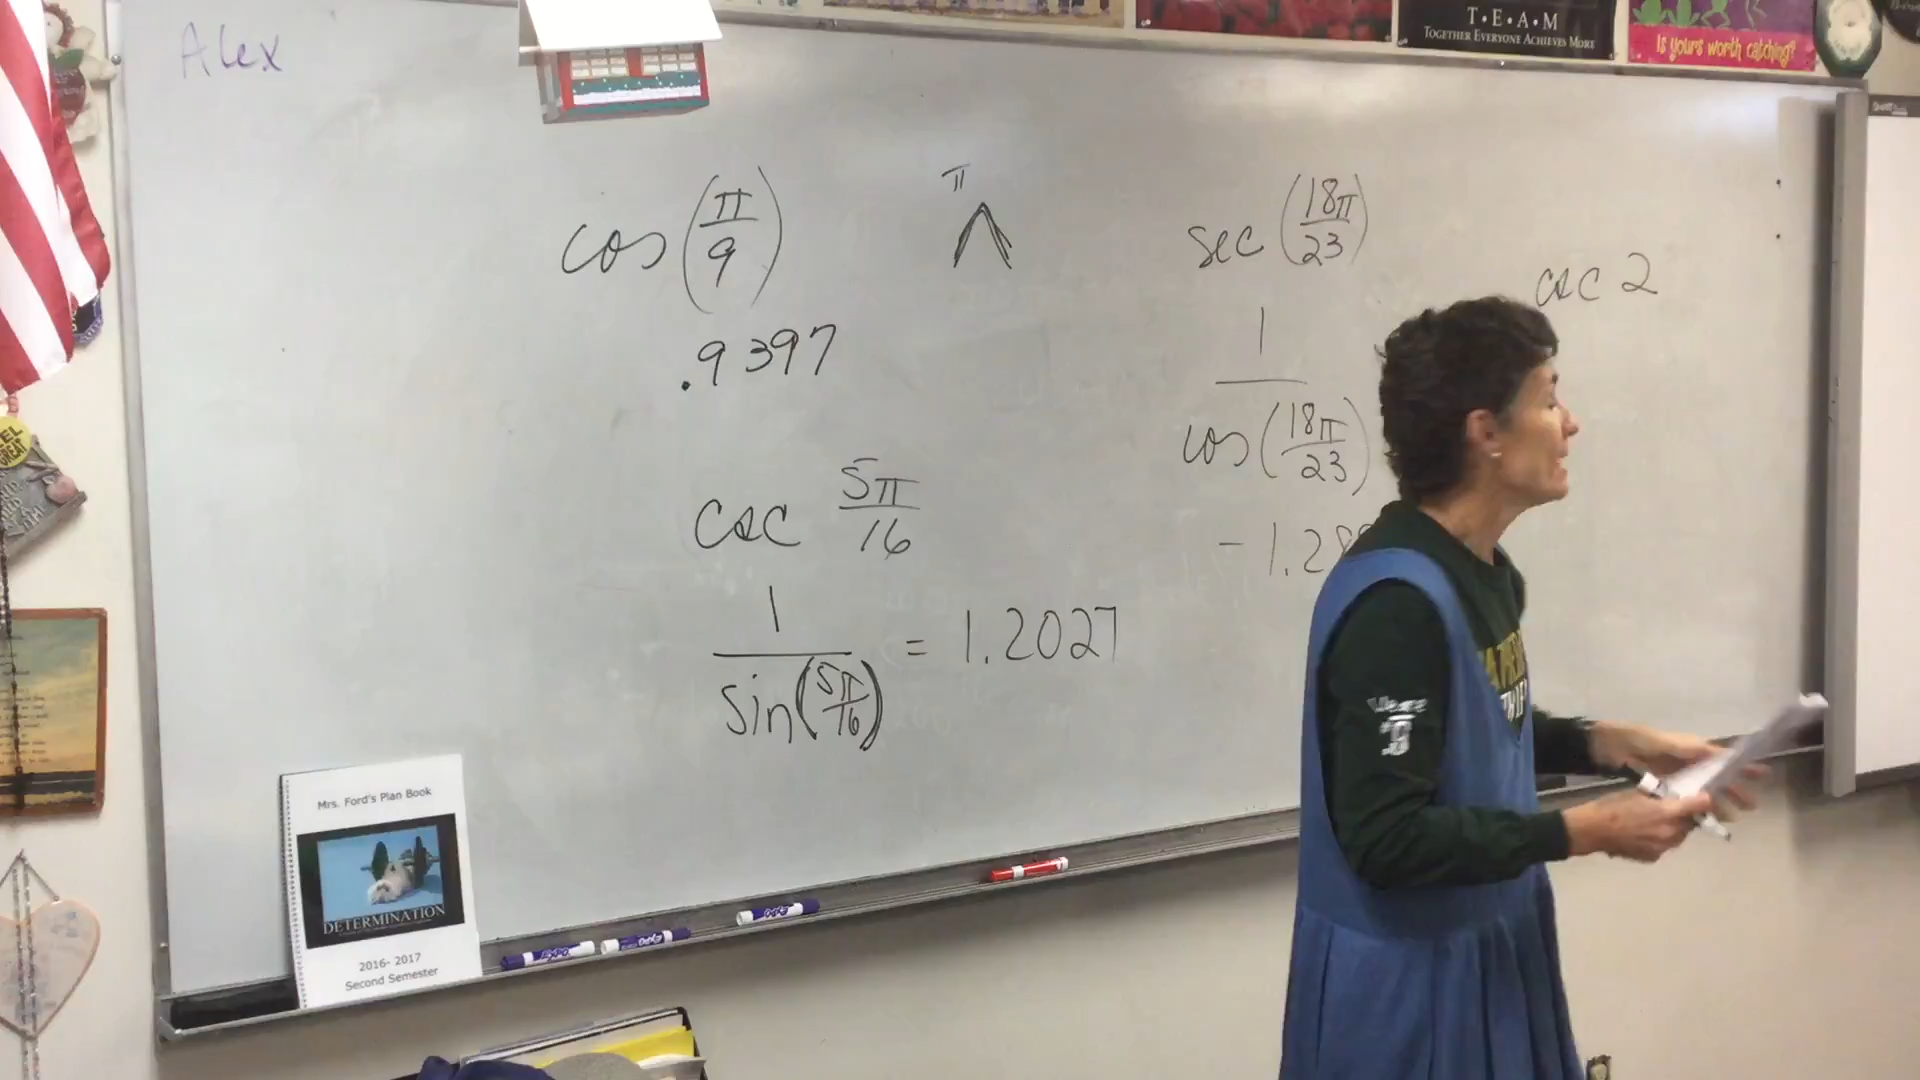 Alex
T•E•A•M
TOGETHER EVERYONE ACHIEVES MORE
Is yours worth catching?
cos(π/9)
.9397
π
^
sec(18π/23)
1/cos(18π/23)
-1.28
csc 2
csc 5π/16
1/sin(5π/16) = 1.2027
GREAT
Mrs. Ford's Plan Book
DETERMINATION
2016- 2017
Second Semester
EXPO